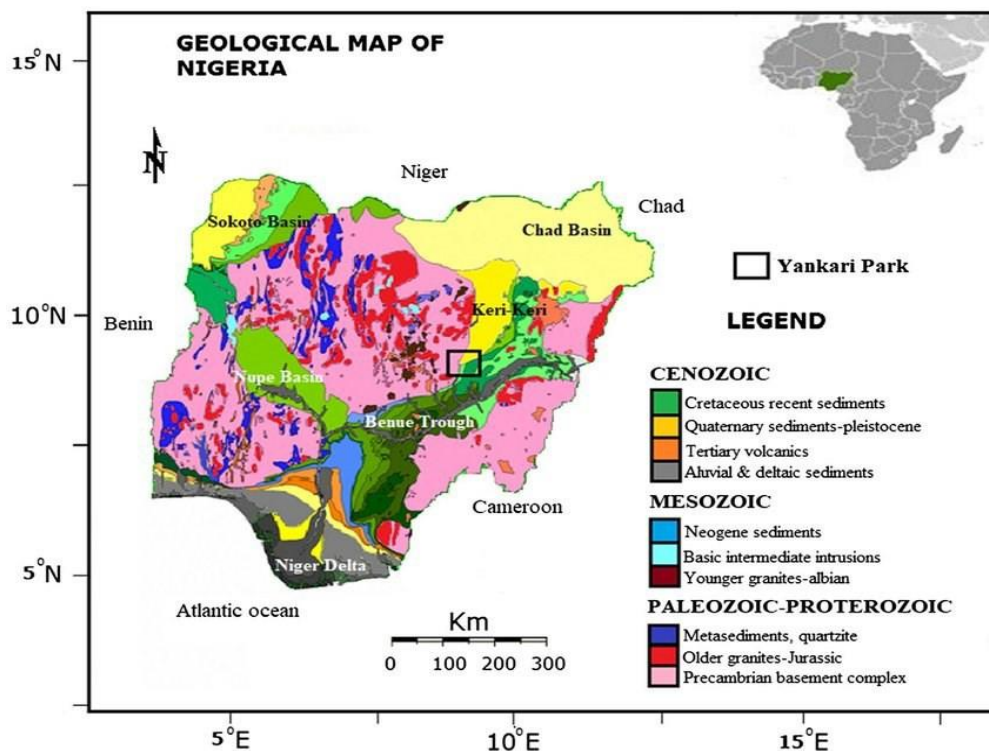 GEOLOGICAL MAP OF
NIGERIA
15°N
10°N
5°N
N
Niger
Chad
Sokoto Basin
Chad Basin
Yankari Park
Benin
Keri-Keri
LEGEND
Nupe Basin
Benue Trough
Cameroon
Niger Delta
Atlantic ocean
CENOZOIC
Cretaceous recent sediments
Quaternary sediments-pleistocene
Tertiary volcanics
Aluvial & deltaic sediments
MESOZOIC
Neogene sediments
Basic intermediate intrusions
Younger granites-albian
PALEOZOIC-PROTEROZOIC
Metasediments, quartzite
Older granites-Jurassic
Precambrian basement complex
Km
0 100 200 300
5°E
10°E
15°E